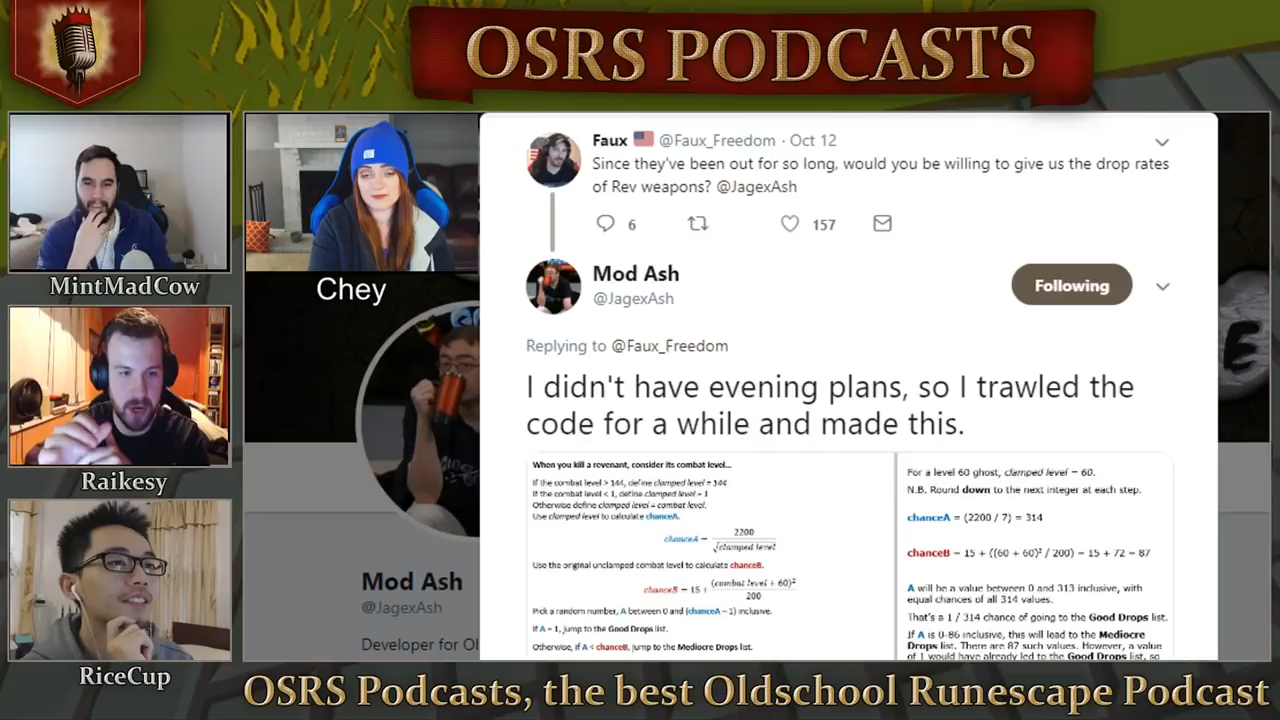 OSRS PODCASTS
MintMadCow
Raikesy
RiceCup
Chey
Mod Ash
@JagexAsh
Developer for Ol
Faux @Faux_Freedom · Oct 12
Since they've been out for so long, would you be willing to give us the drop rates
of Rev weapons? @JagexAsh
6 157
Mod Ash
@JagexAsh
Following
Replying to @Faux_Freedom
I didn't have evening plans, so I trawled the
code for a while and made this.
When you kill a revenant, consider its combat level...
If the combat level > 144, define clamped level = 144
If the combat level < 1, define clamped level = 1
Otherwise define clamped level = combat level.
Use clamped level to calculate chanceA.
chanceA = 2200 / √clamped level
Use the original unclamped combat level to calculate chanceB.
chanceB = 15 + (combat level + 60)² / 200
Pick a random number, A between 0 and (chanceA – 1) inclusive.
If A = 1, jump to the Good Drops list.
Otherwise, if A < chanceB, jump to the Mediocre Drops list.
For a level 60 ghost, clamped level = 60.
N.B. Round down to the next integer at each step.
chanceA = (2200 / 7) = 314
chanceB = 15 + ((60 + 60)² / 200) = 15 + 72 = 87
A will be a value between 0 and 313 inclusive, with
equal chances of all 314 values.
That's a 1 / 314 chance of going to the Good Drops list.
If A is 0-86 inclusive, this will lead to the Mediocre
Drops list. There are 87 such values. However, a value
of 1 would have already led to the Good Drops list, so
OSRS Podcasts, the best Oldschool Runescape Podcast